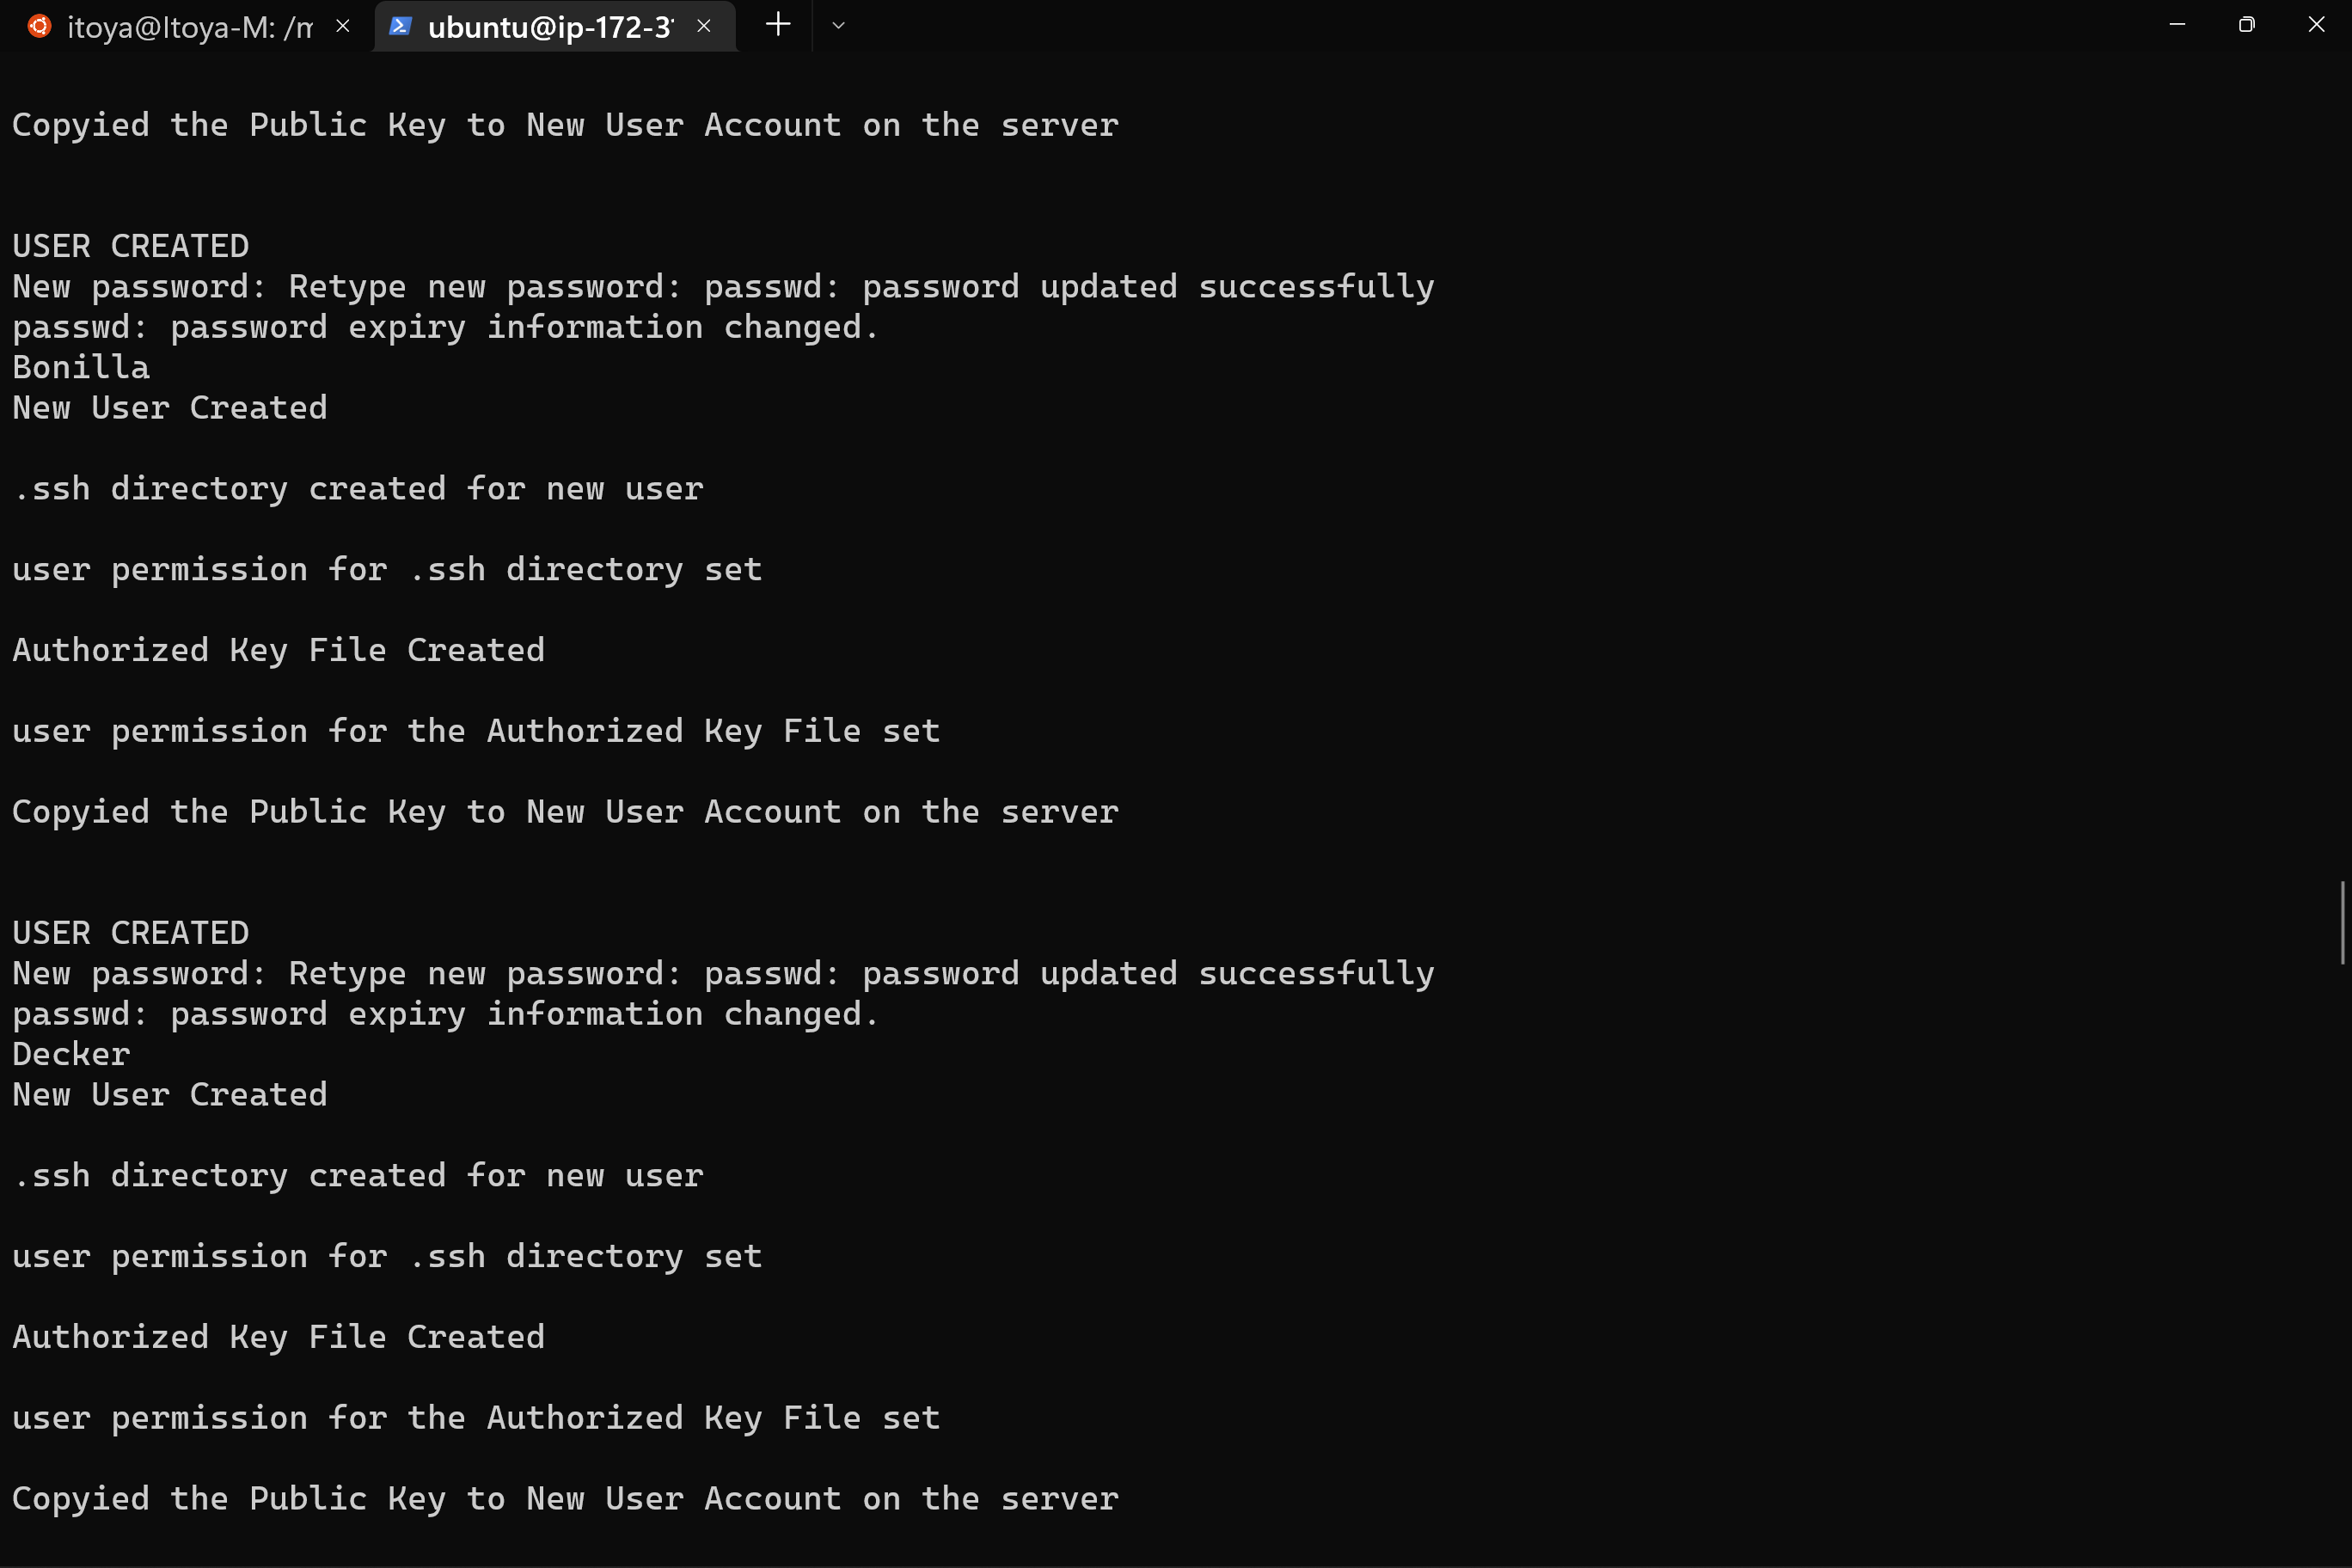 itoya@Itoya-M: /m
ubuntu@ip-172-3
Copyied the Public Key to New User Account on the server
USER CREATED
New password: Retype new password: passwd: password updated successfully
passwd: password expiry information changed.
Bonilla
New User Created
.ssh directory created for new user
user permission for .ssh directory set
Authorized Key File Created
user permission for the Authorized Key File set
Copyied the Public Key to New User Account on the server
USER CREATED
New password: Retype new password: passwd: password updated successfully
passwd: password expiry information changed.
Decker
New User Created
.ssh directory created for new user
user permission for .ssh directory set
Authorized Key File Created
user permission for the Authorized Key File set
Copyied the Public Key to New User Account on the server